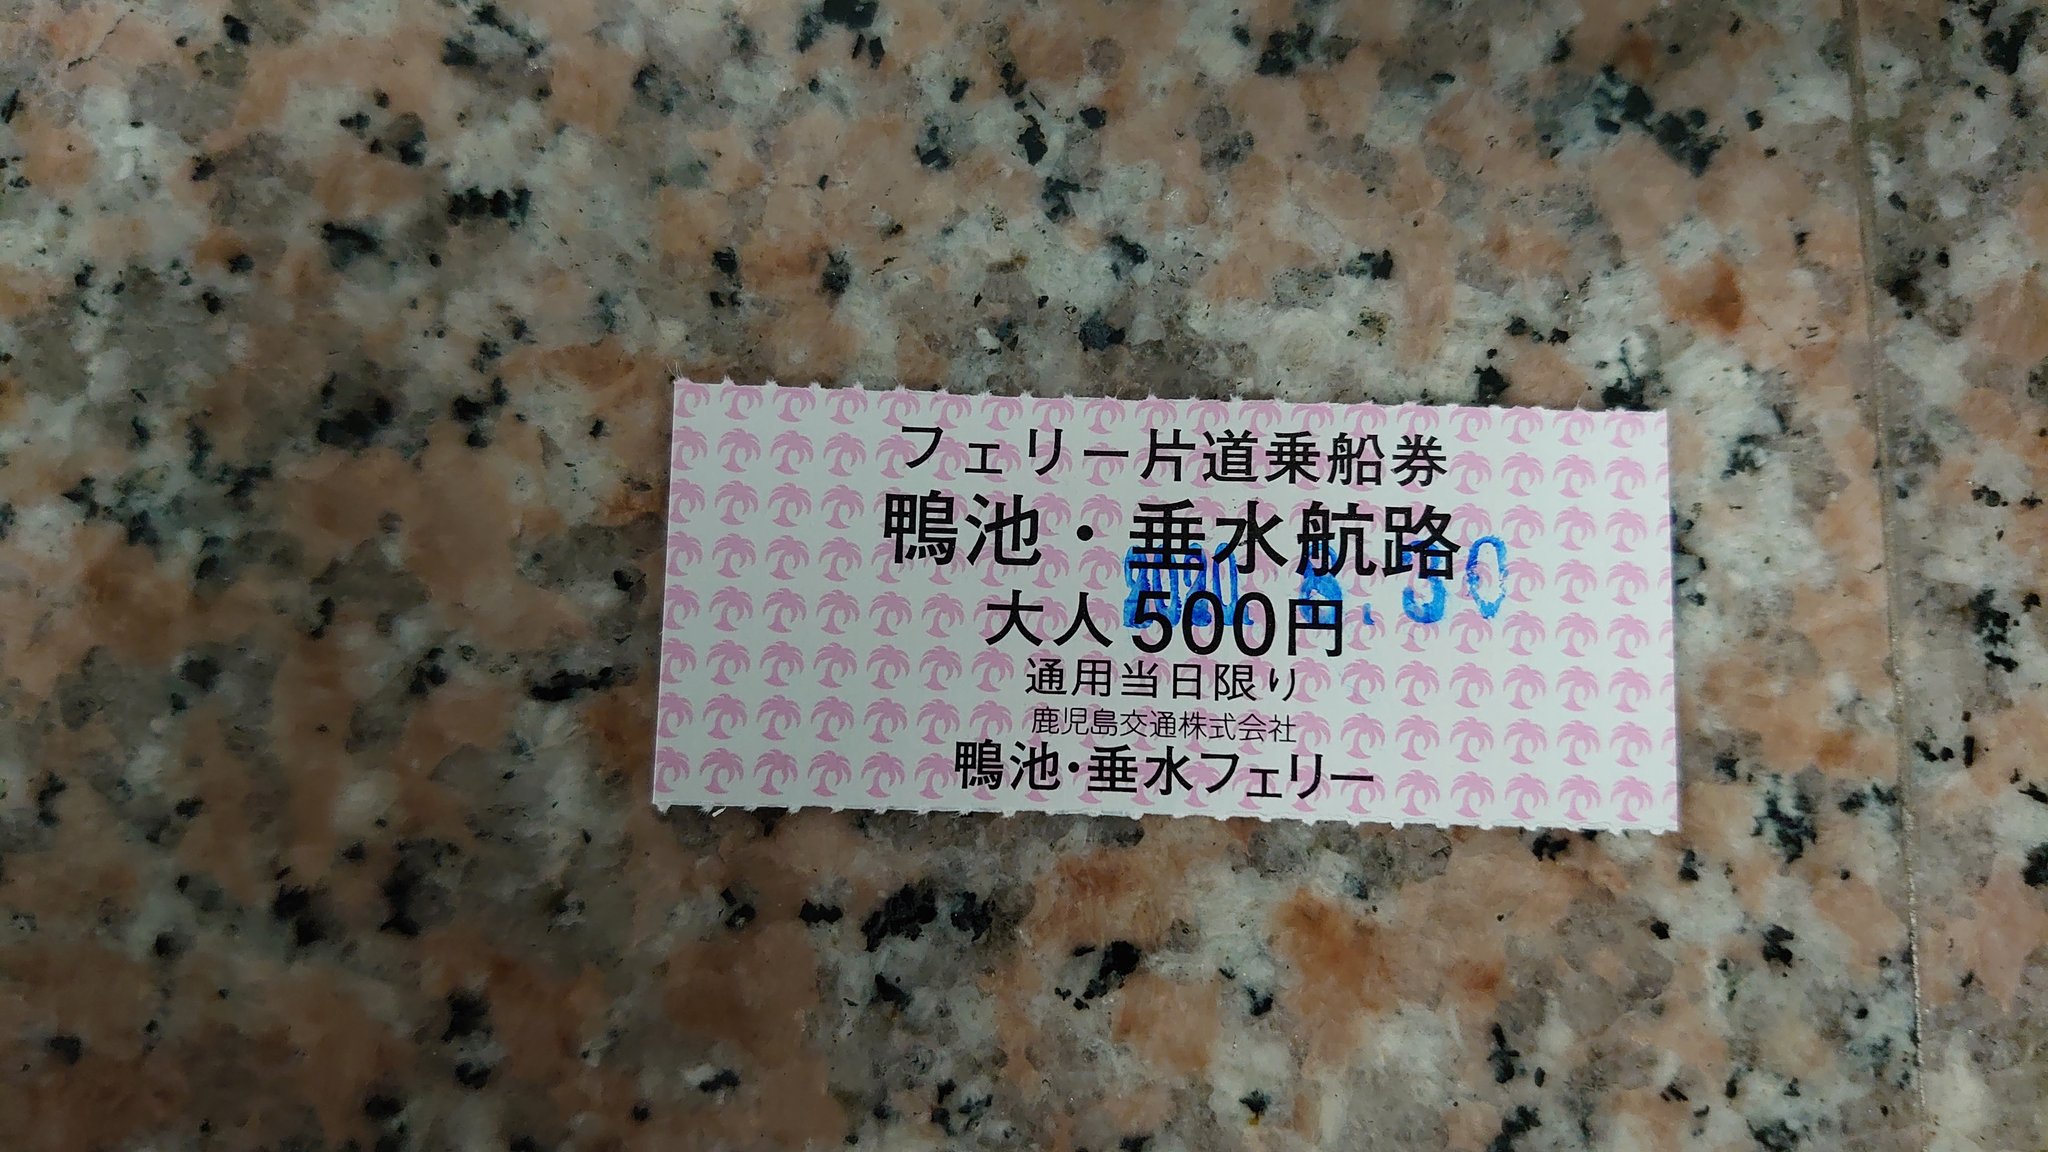 フェリー片道乗船券
鴨池・垂水航路
大人500円
通用当日限り
鹿児島交通株式会社
鴨池・垂水フェリー